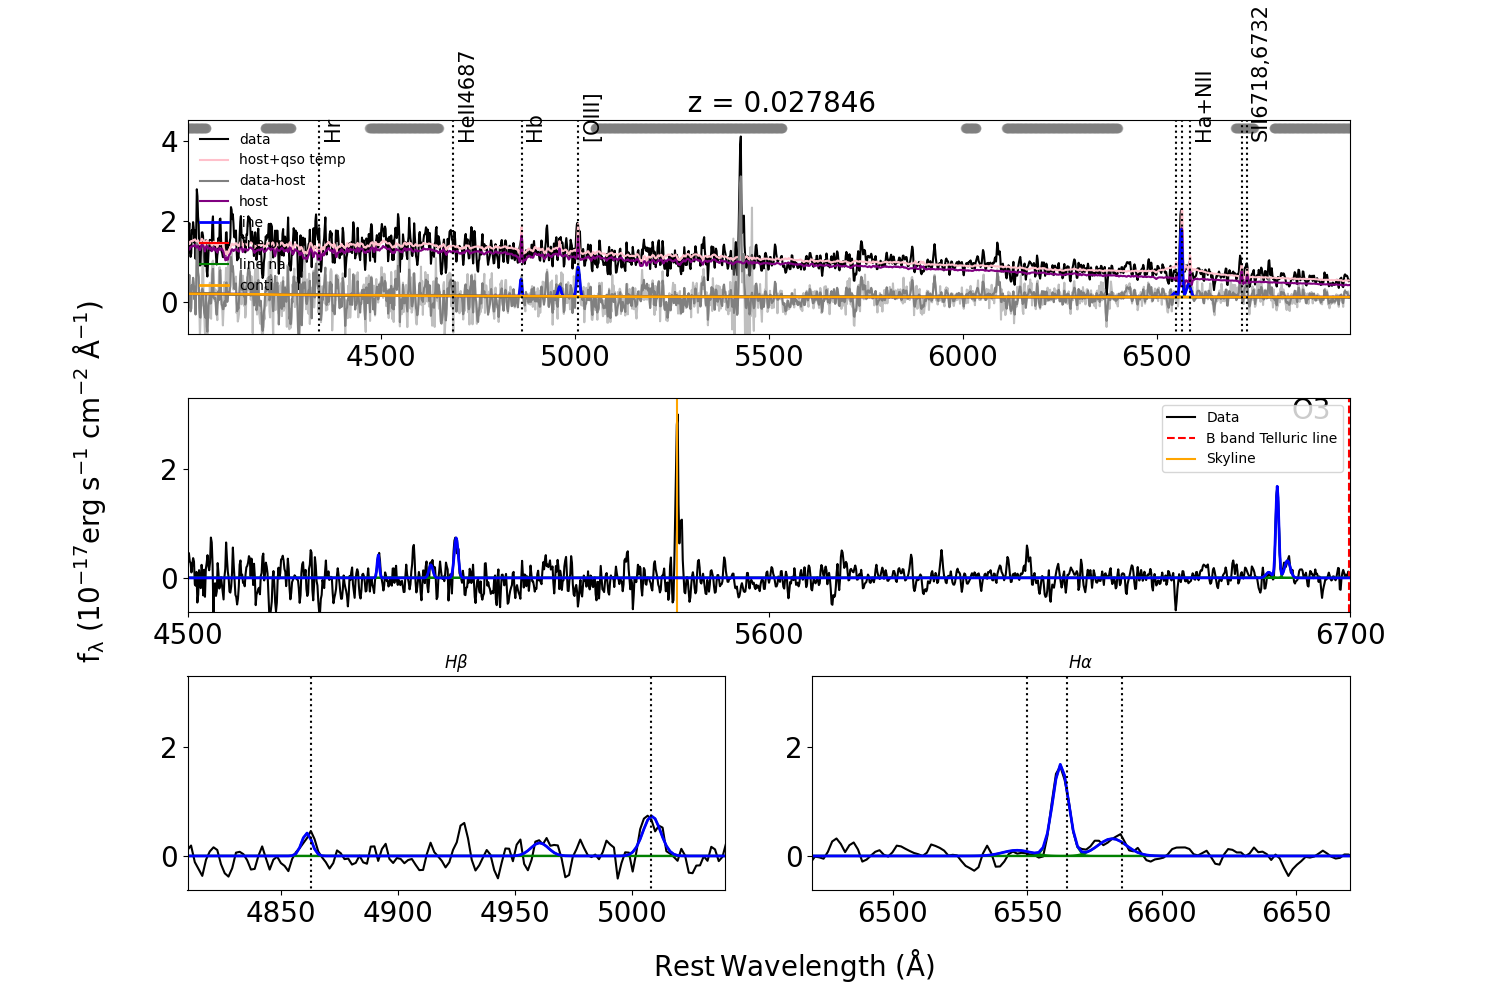 Hr
HeII4687
Hb
[OIII]
Ha+NII
SII6718,6732
z = 0.027846
data
host+qso temp
data-host
host
line
line na
conti
4
2
0
4500
5000
5500
6000
6500
f_λ (10^−17 erg s^−1 cm^−2 Å^−1)
O3
Data
B band Telluric line
Skyline
2
0
4500
5600
6700
Hβ
2
0
4850
4900
4950
5000
Hα
2
0
6500
6550
6600
6650
Rest Wavelength (Å)